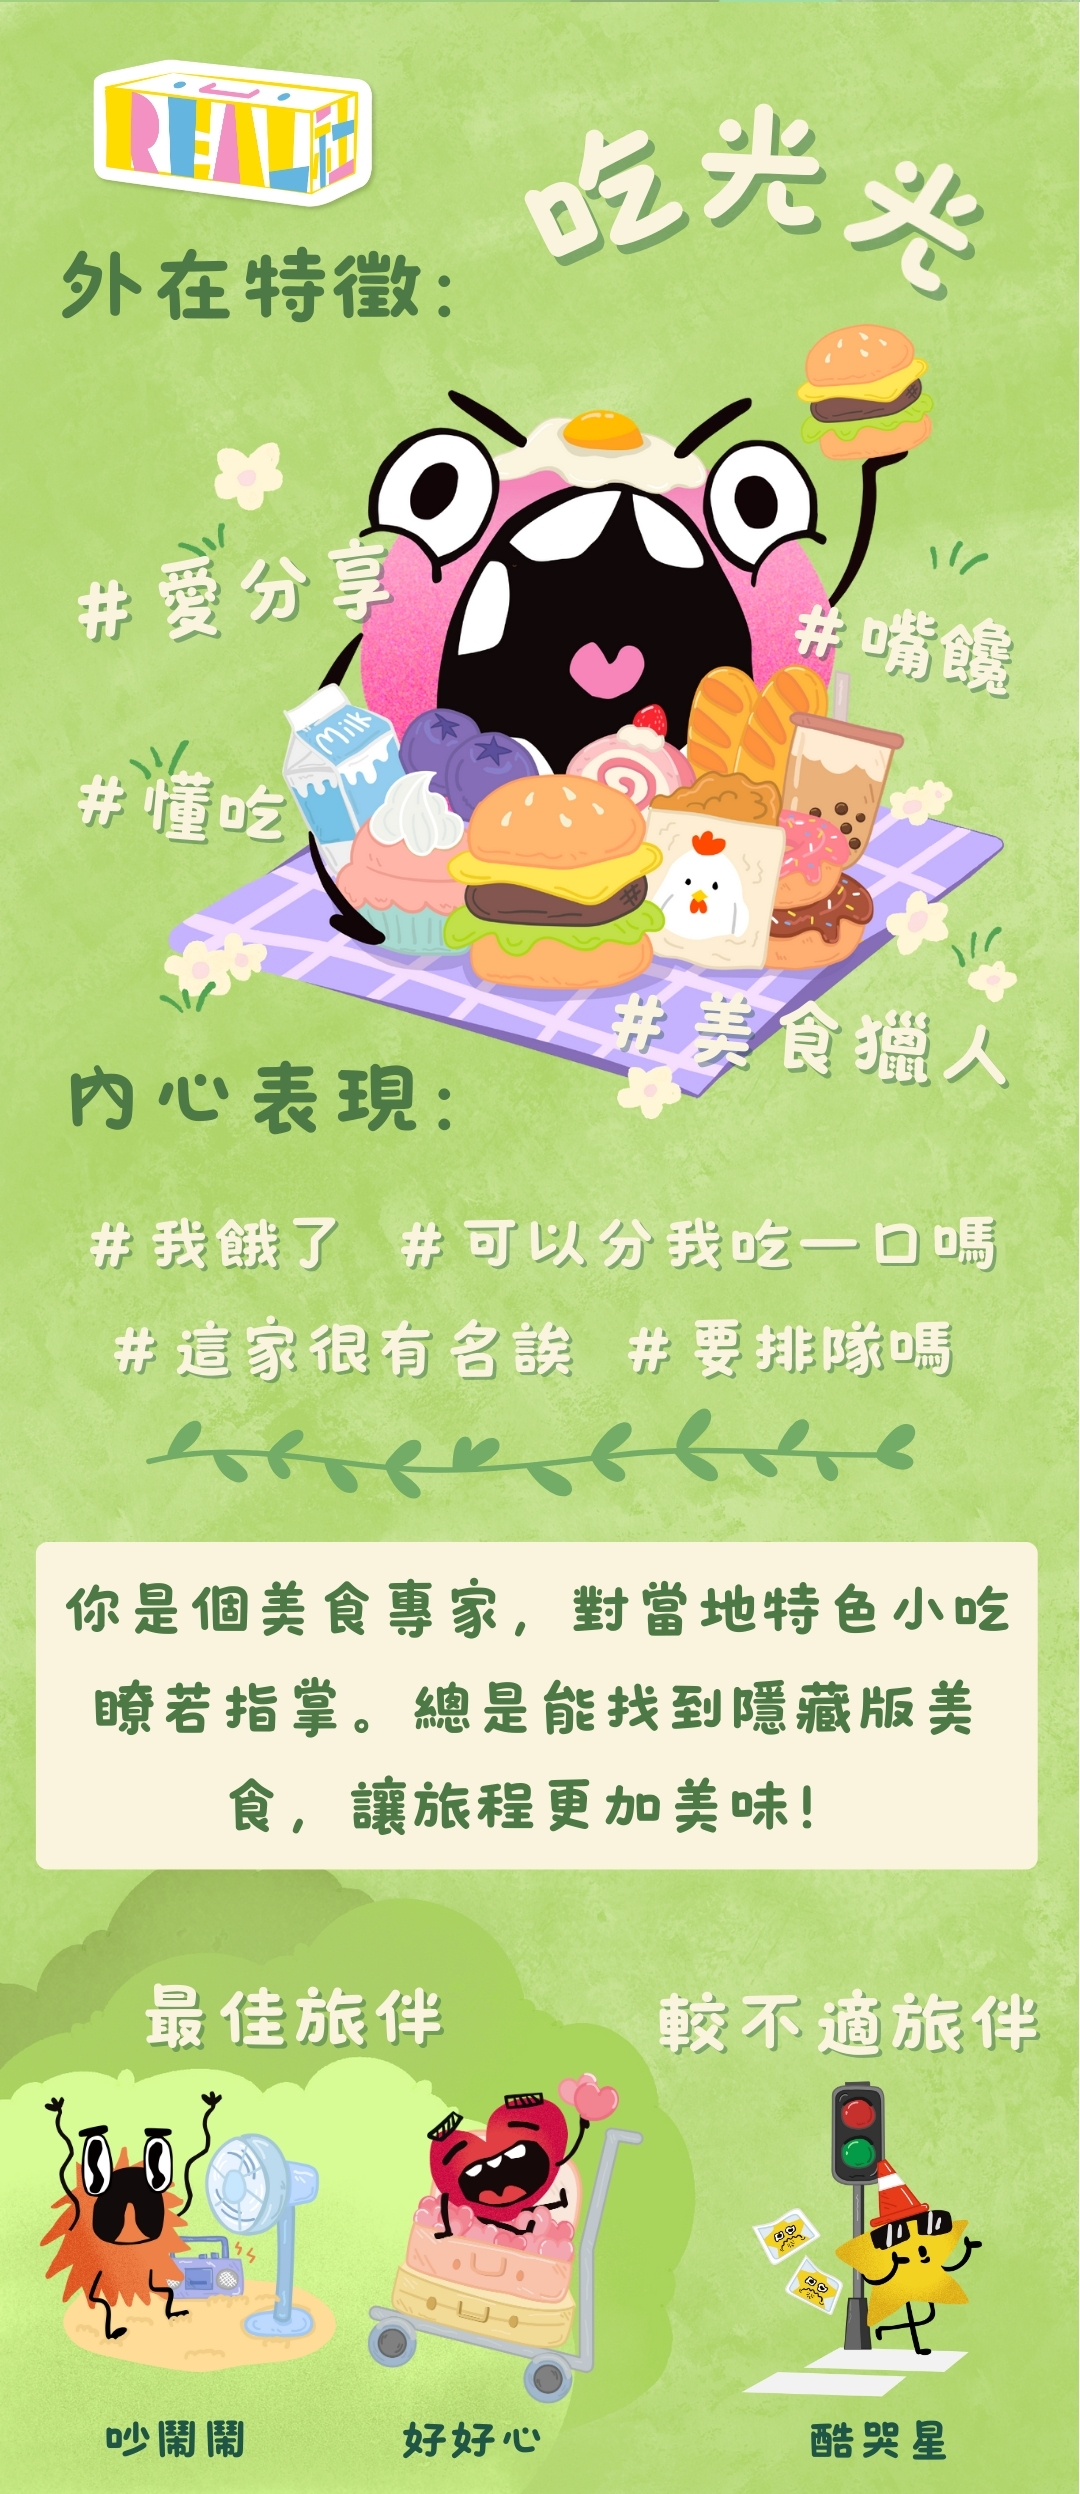 REAL社
吃光光
外在特徵：
#愛分享
#嘴饞
Milk
#懂吃
#美食獵人
內心表現：
#我餓了 #可以分我吃一口嗎
#這家很有名誒 #要排隊嗎
你是個美食專家，對當地特色小吃
瞭若指掌。總是能找到隱藏版美
食，讓旅程更加美味！
最佳旅伴
較不適旅伴
吵鬧鬧
好好心
酷哭星